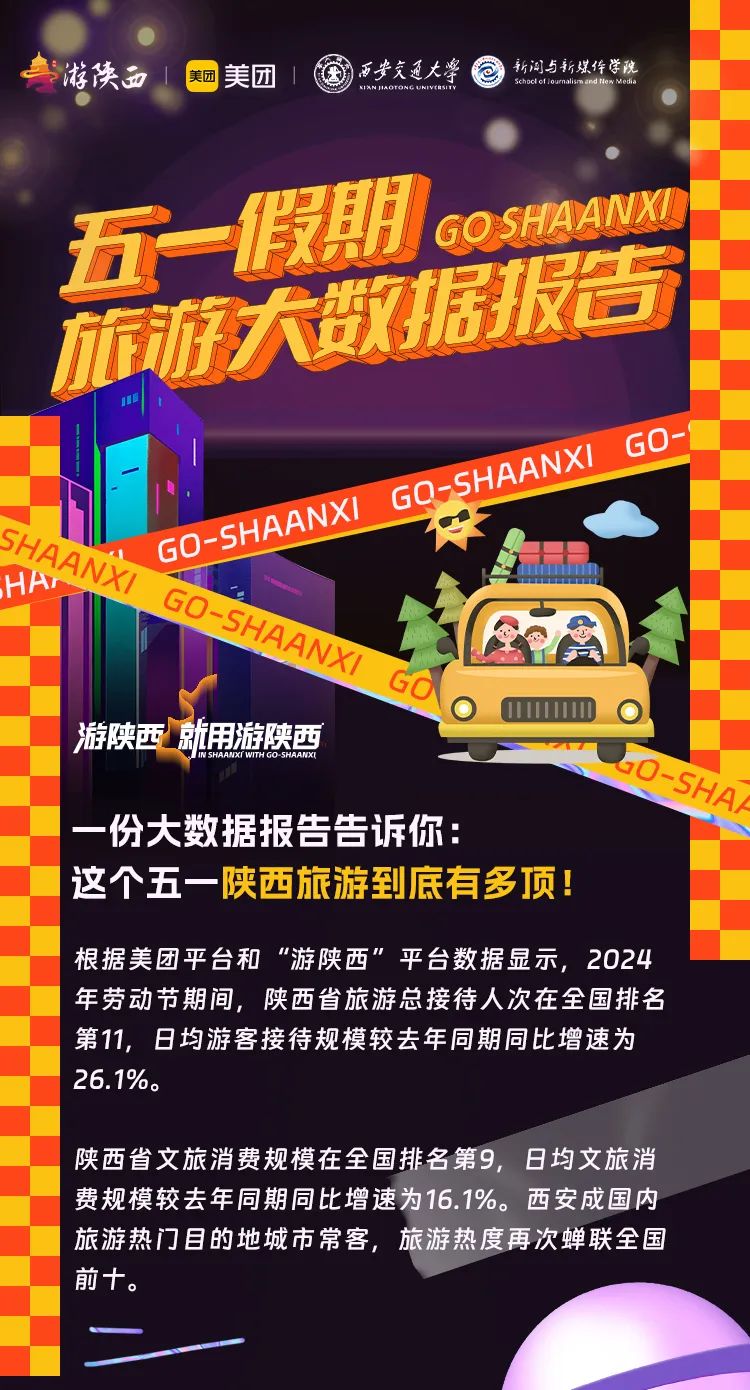 游陕西 | 美团 美团 | 西安交通大学 XI'AN JIAOTONG UNIVERSITY 新闻与新媒体学院 School of Journalism and New Media
五一假期 GO SHAANXI
旅游大数据报告
GO-SHAANXI GO-SHAANXI GO-S
SHAANXI GO-SHAANXI GO XI GO-SHAA
游陕西 就用游陕西
IN SHAANXI WITH GO-SHAANXI
一份大数据报告告诉你：
这个五一陕西旅游到底有多顶！
根据美团平台和“游陕西”平台数据显示，2024
年劳动节期间，陕西省旅游总接待人次在全国排名
第11，日均游客接待规模较去年同期同比增速为
26.1%。
陕西省文旅消费规模在全国排名第9，日均文旅消
费规模较去年同期同比增速为16.1%。西安成国内
旅游热门目的地城市常客，旅游热度再次蝉联全国
前十。